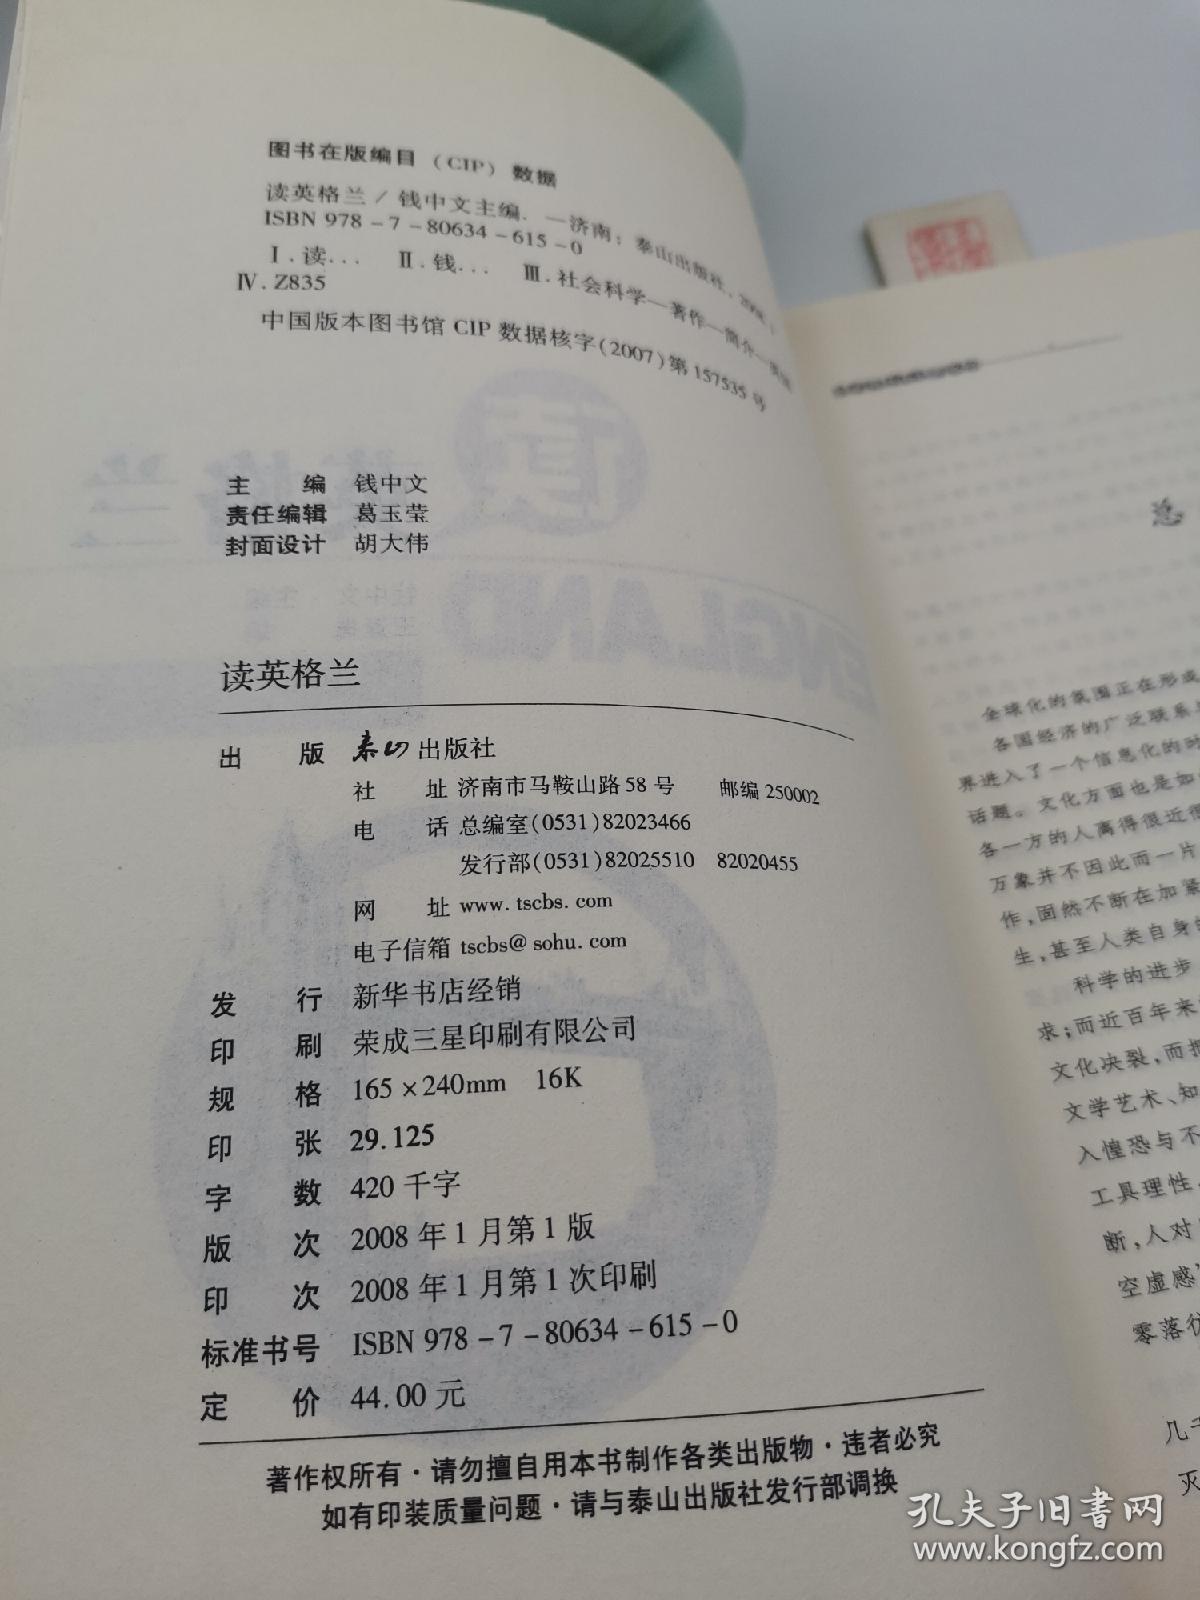 图书在版编目（CIP）数据
读英格兰／钱中文主编．—济南：泰山出版社，2008.1
ISBN 978-7-80634-615-0
Ⅰ.读… Ⅱ.钱… Ⅲ.社会科学—著作—简介—英国
Ⅳ.Z835
中国版本图书馆CIP数据核字(2007)第157535号
主 编 钱中文
责任编辑 葛玉莹
封面设计 胡大伟
读英格兰
出 版 泰山出版社
社 址 济南市马鞍山路58号 邮编 250002
电 话 总编室(0531)82023466
发行部(0531)82025510 82020455
网 址 www.tscbs.com
电子信箱 tscbs@sohu.com
发 行 新华书店经销
印 刷 荣成三星印刷有限公司
规 格 165×240mm 16K
印 张 29.125
字 数 420千字
版 次 2008年1月第1版
印 次 2008年1月第1次印刷
标准书号 ISBN 978-7-80634-615-0
定 价 44.00元
著作权所有·请勿擅自用本书制作各类出版物·违者必究
如有印装质量问题·请与泰山出版社发行部调换
总
全球化的氛围正在形成
各国经济的广泛联系
界进入了一个信息化的时
话题。文化方面也是如
各一方的人离得很近很
万象并不因此而一片
作,固然不断在加紧
生,甚至人类自身的
科学的进步
求;而近百年来
文化决裂,而把
文学艺术、知
入惶恐与不
工具理性
断,人对
空虚感
零落彷
几千
灭
孔夫子旧书网
www.kongfz.com